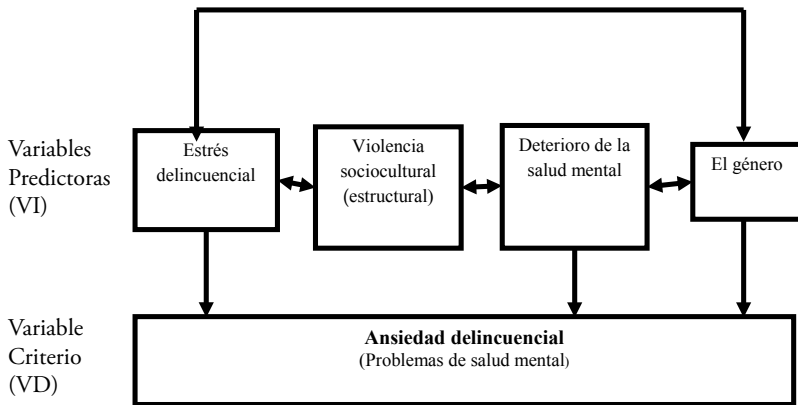 Variables
Predictoras
(VI)
Estrés
delincuencial
Violencia
sociocultural
(estructural)
Deterioro de la
salud mental
El género
Variable
Criterio
(VD)
Ansiedad delincuencial
(Problemas de salud mental)